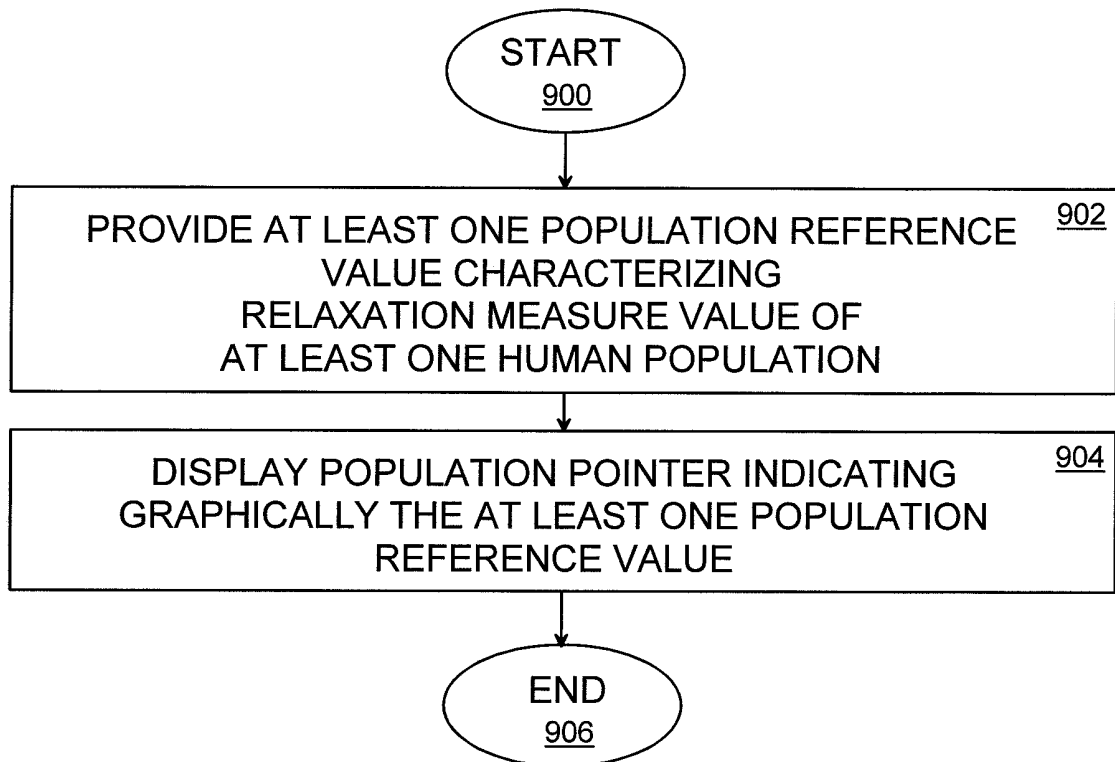 START
900
PROVIDE AT LEAST ONE POPULATION REFERENCE 902
VALUE CHARACTERIZING
RELAXATION MEASURE VALUE OF
AT LEAST ONE HUMAN POPULATION
DISPLAY POPULATION POINTER INDICATING 904
GRAPHICALLY THE AT LEAST ONE POPULATION
REFERENCE VALUE
END
906